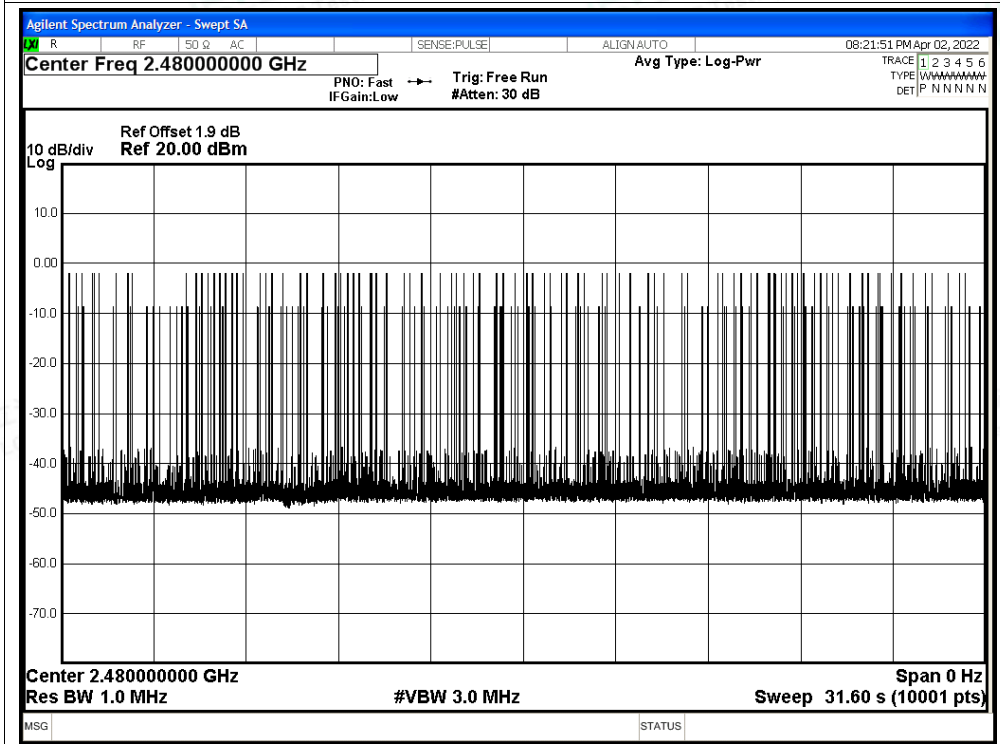 Agilent Spectrum Analyzer - Swept SA
LXI R RF 50 Ω AC SENSE:PULSE ALIGN AUTO 08:21:51 PM Apr 02, 2022
Center Freq 2.480000000 GHz Avg Type: Log-Pwr TRACE 1 2 3 4 5 6
PNO: Fast Trig: Free Run TYPE WWWWWW
IFGain:Low #Atten: 30 dB DET P N N N N N
Ref Offset 1.9 dB
10 dB/div Ref 20.00 dBm
Log
10.0
0.00
-10.0
-20.0
-30.0
-40.0
-50.0
-60.0
-70.0
Center 2.480000000 GHz Span 0 Hz
Res BW 1.0 MHz #VBW 3.0 MHz Sweep 31.60 s (10001 pts)
MSG STATUS